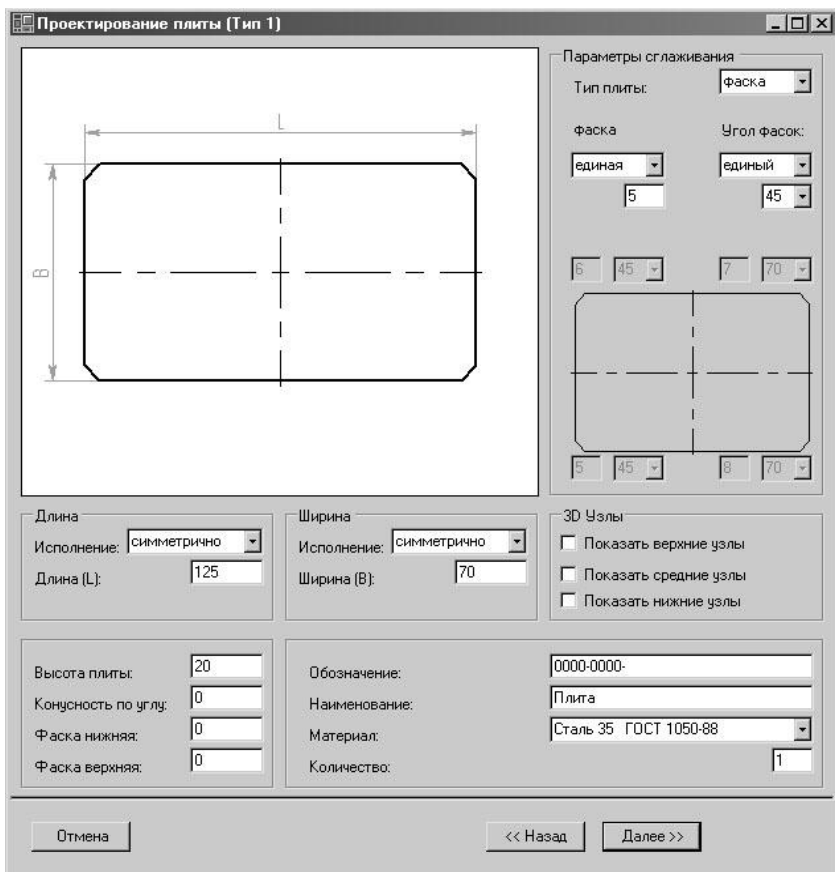 Проектирование плиты (Тип 1)
L
B
Параметры сглаживания
Тип плиты: фаска
фаска Угол фасок:
единая единый
5 45
6 45 7 70
5 45 8 70
Длина
Исполнение: симметрично
Длина (L): 125
Ширина
Исполнение: симметрично
Ширина (B): 70
3D Узлы
Показать верхние узлы
Показать средние узлы
Показать нижние узлы
Высота плиты: 20
Конусность по углу: 0
Фаска нижняя: 0
Фаска верхняя: 0
Обозначение: 0000-0000-
Наименование: Плита
Материал: Сталь 35 ГОСТ 1050-88
Количество: 1
Отмена << Назад Далее >>